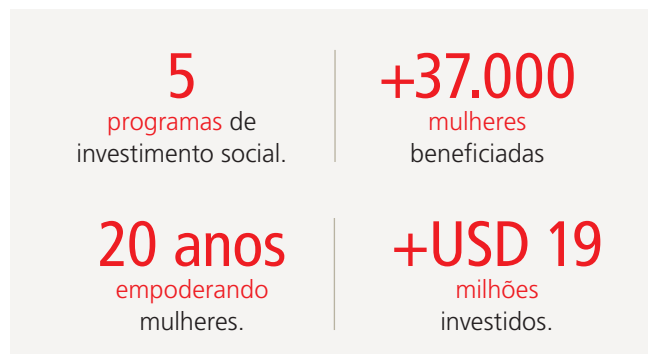 5
programas de
investimento social.
+37.000
mulheres
beneficiadas
20 anos
empoderando
mulheres.
+USD 19
milhões
investidos.